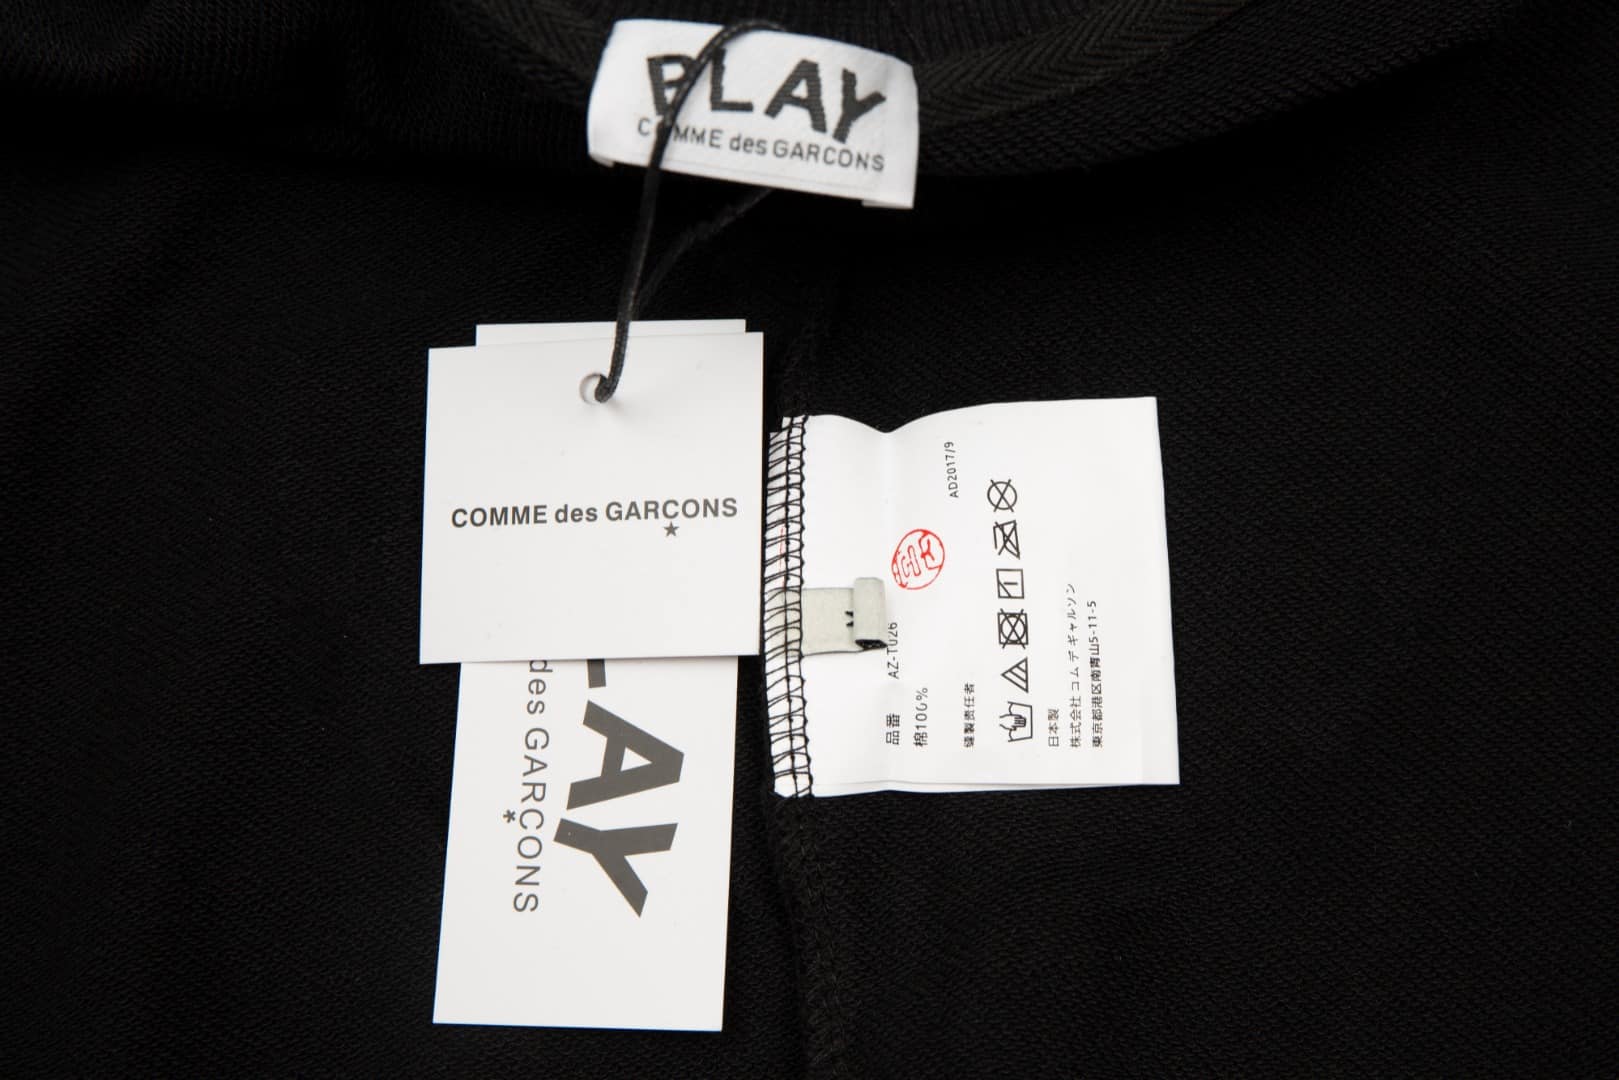 PLAY
COMME des GARCONS
COMME des GARCONS
★
LAY
des GARCONS
*
AD2017/9
品番 AZ-T026
棉100%
縫製责任者
日本製
株式会社コムデギャルソン
東京都港区南青山5-11-5